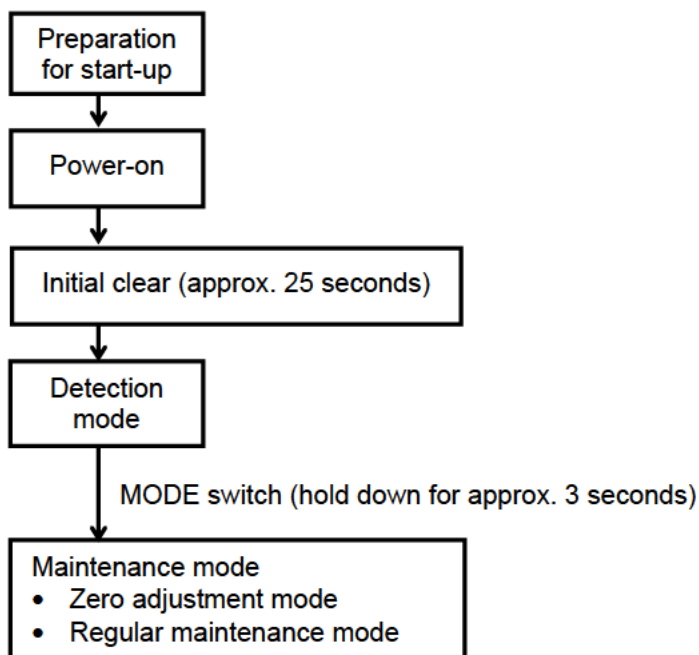 Preparation
for start-up
Power-on
Initial clear (approx. 25 seconds)
Detection
mode
MODE switch (hold down for approx. 3 seconds)
Maintenance mode
• Zero adjustment mode
• Regular maintenance mode